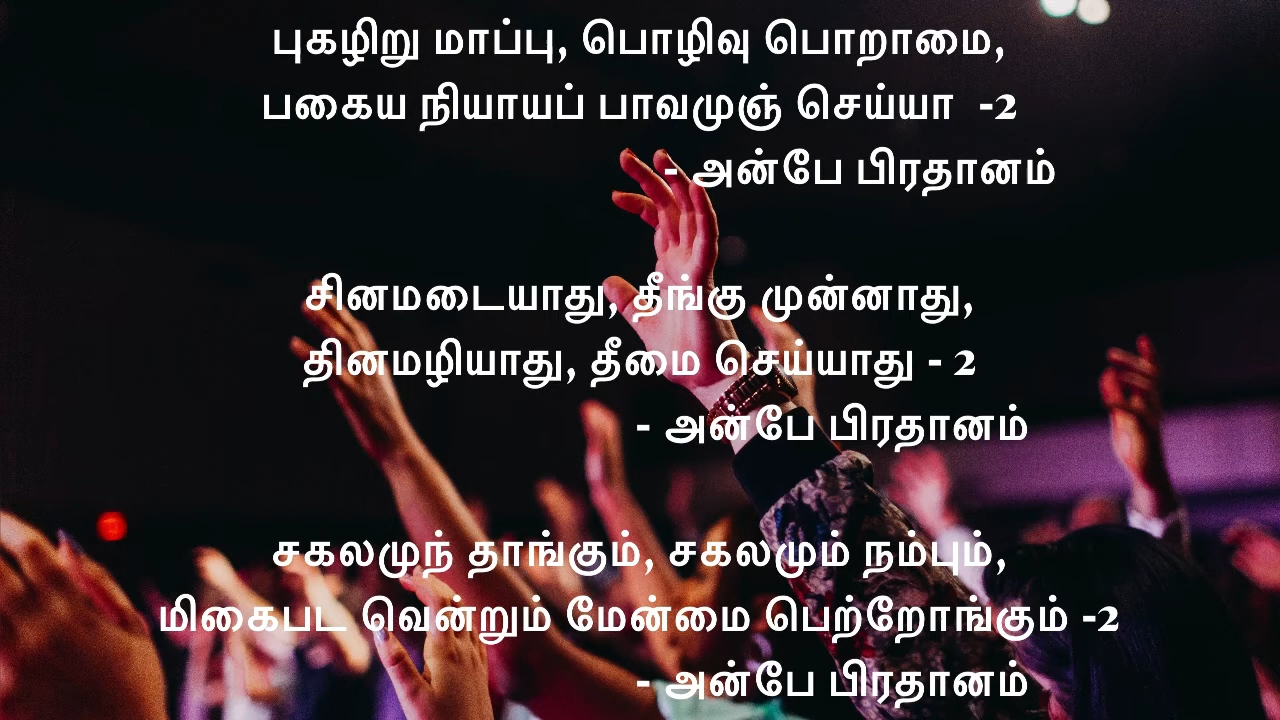 புகழிறு மாப்பு, பொழிவு பொறாமை,
பகைய நியாயப் பாவமுஞ் செய்யா -2
- அன்பே பிரதானம்
சினமடையாது, தீங்கு முன்னாது,
தினமழியாது, தீமை செய்யாது - 2
- அன்பே பிரதானம்
சகலமுந் தாங்கும், சகலமும் நம்பும்,
மிகைபட வென்றும் மேன்மை பெற்றோங்கும் -2
- அன்பே பிரதானம்